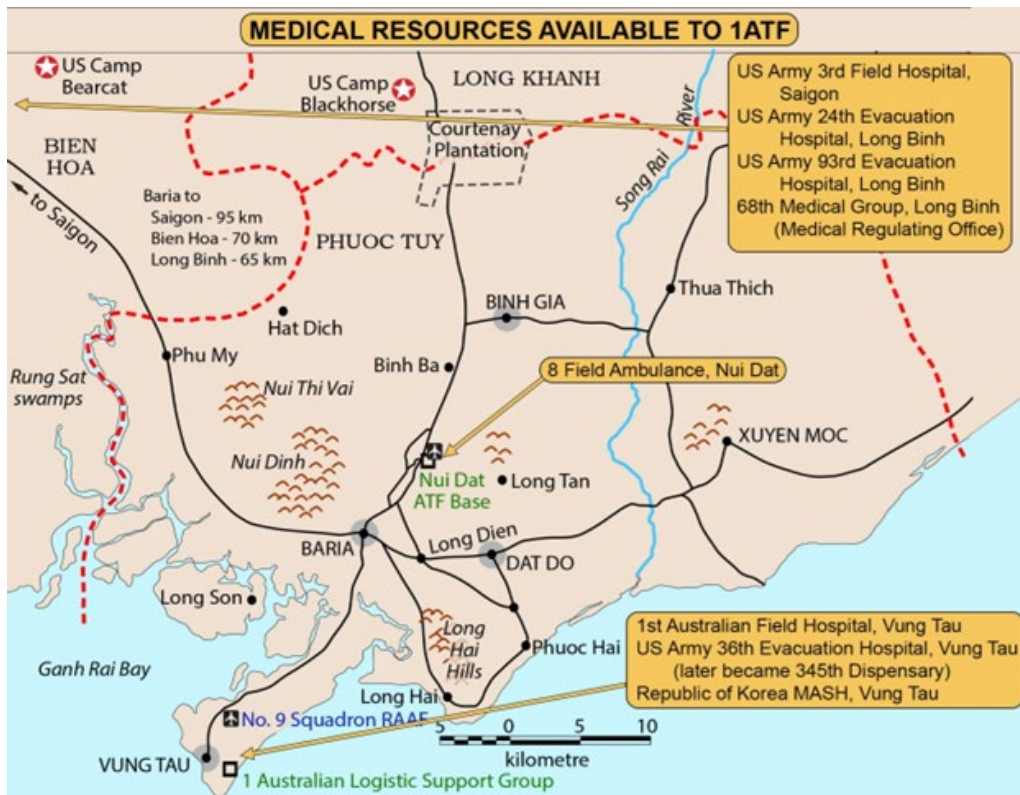 MEDICAL RESOURCES AVAILABLE TO 1ATF
US Camp
Bearcat
US Camp
Blackhorse
LONG KHANH
Courtenay
Plantation
River
Song Rai
US Army 3rd Field Hospital,
Saigon
US Army 24th Evacuation
Hospital, Long Binh
US Army 93rd Evacuation
Hospital, Long Binh
68th Medical Group, Long Binh
(Medical Regulating Office)
BIEN
HOA
to Saigon
Baria to
Saigon - 95 km
Bien Hoa - 70 km
Long Binh - 65 km
PHUOC TUY
Hat Dich
BINH GIA
Thua Thich
Phu My
Binh Ba
8 Field Ambulance, Nui Dat
Rung Sat
swamps
Nui Thi Vai
Nui Dinh
XUYEN MOC
Nui Dat
ATF Base
Long Tan
BARIA
Long Dien
DAT DO
Long Son
Long
Hai
Hills
Phuoc Hai
1st Australian Field Hospital, Vung Tau
US Army 36th Evacuation Hospital, Vung Tau
(later became 345th Dispensary)
Republic of Korea MASH, Vung Tau
Ganh Rai Bay
Long Hai
No. 9 Squadron RAAF
5 0 5 10
kilometre
VUNG TAU
1 Australian Logistic Support Group